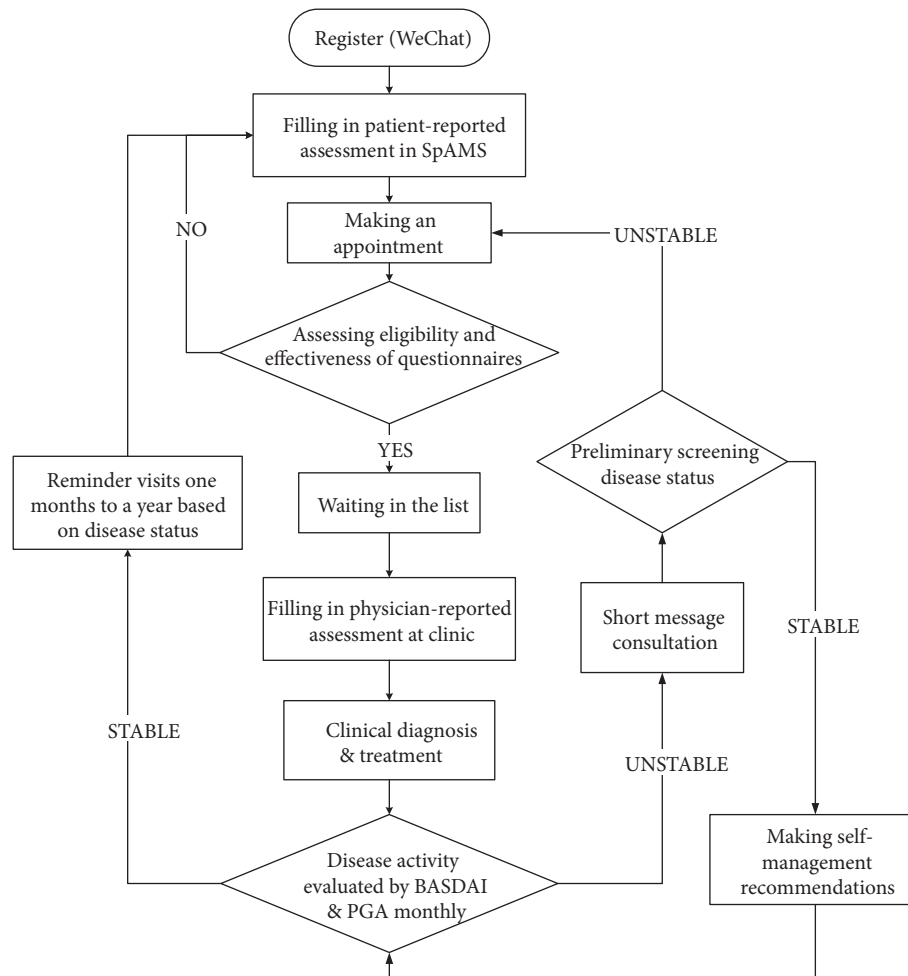 Register (WeChat)
Filling in patient-reported
assessment in SpAMS
NO
Making an
appointment
UNSTABLE
Assessing eligibility and
effectiveness of questionnaires
YES
Preliminary screening
disease status
Reminder visits one
months to a year based
on disease status
Waiting in the list
Filling in physician-reported
assessment at clinic
Short message
consultation
STABLE
STABLE
Clinical diagnosis
& treatment
UNSTABLE
Disease activity
evaluated by BASDAI
& PGA monthly
Making self-
management
recommendations